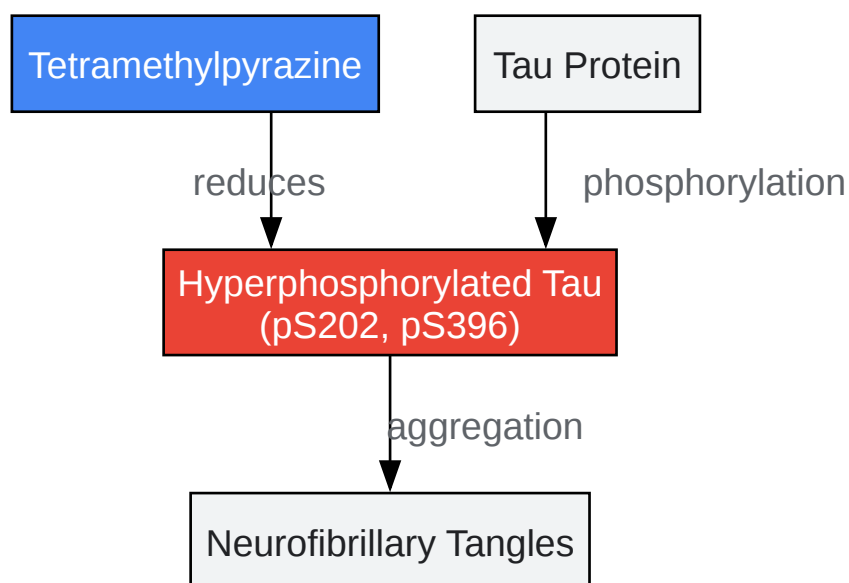 Tetramethylpyrazine
Tau Protein
reduces
phosphorylation
Hyperphosphorylated Tau
(pS202, pS396)
aggregation
Neurofibrillary Tangles